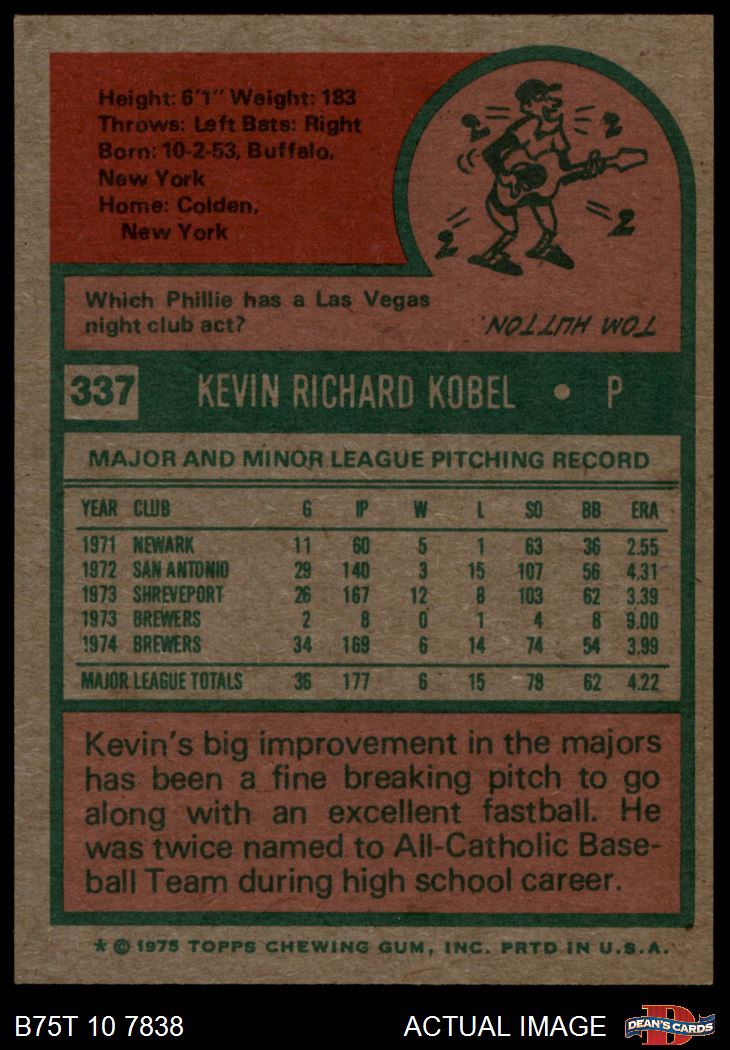 Height: 6'1" Weight: 183
Throws: Left Bats: Right
Born: 10-2-53, Buffalo,
New York
Home: Colden,
New York
2 2
2 2
Which Phillie has a Las Vegas
night club act?
TOM HUTTON
337 KEVIN RICHARD KOBEL • P
MAJOR AND MINOR LEAGUE PITCHING RECORD
YEAR CLUB G IP W L SO BB ERA
1971 NEWARK 11 60 5 1 63 36 2.55
1972 SAN ANTONIO 29 140 3 15 107 56 4.31
1973 SHREVEPORT 26 167 12 8 103 62 3.39
1973 BREWERS 2 8 0 1 4 8 9.00
1974 BREWERS 34 169 6 14 74 54 3.99
MAJOR LEAGUE TOTALS 36 177 6 15 78 62 4.22
Kevin's big improvement in the majors
has been a fine breaking pitch to go
along with an excellent fastball. He
was twice named to All-Catholic Base-
ball Team during high school career.
* © 1975 TOPPS CHEWING GUM, INC. PRTD IN U.S.A.
B75T 10 7838 ACTUAL IMAGE D DEAN'S CARDS